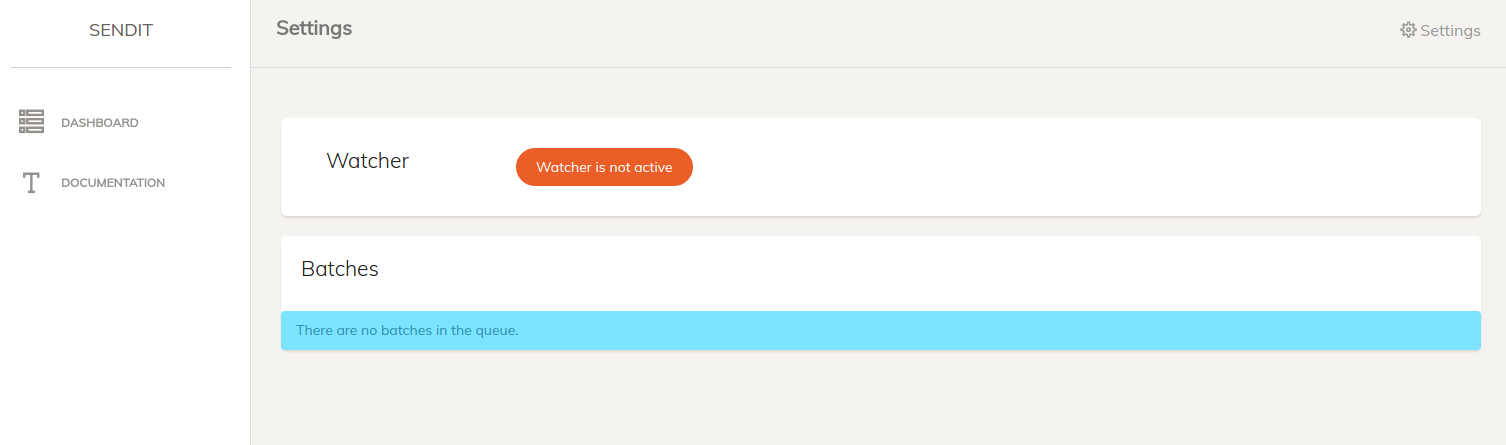 SENDIT
Settings
Settings
DASHBOARD
DOCUMENTATION
Watcher
Watcher is not active
Batches
There are no batches in the queue.